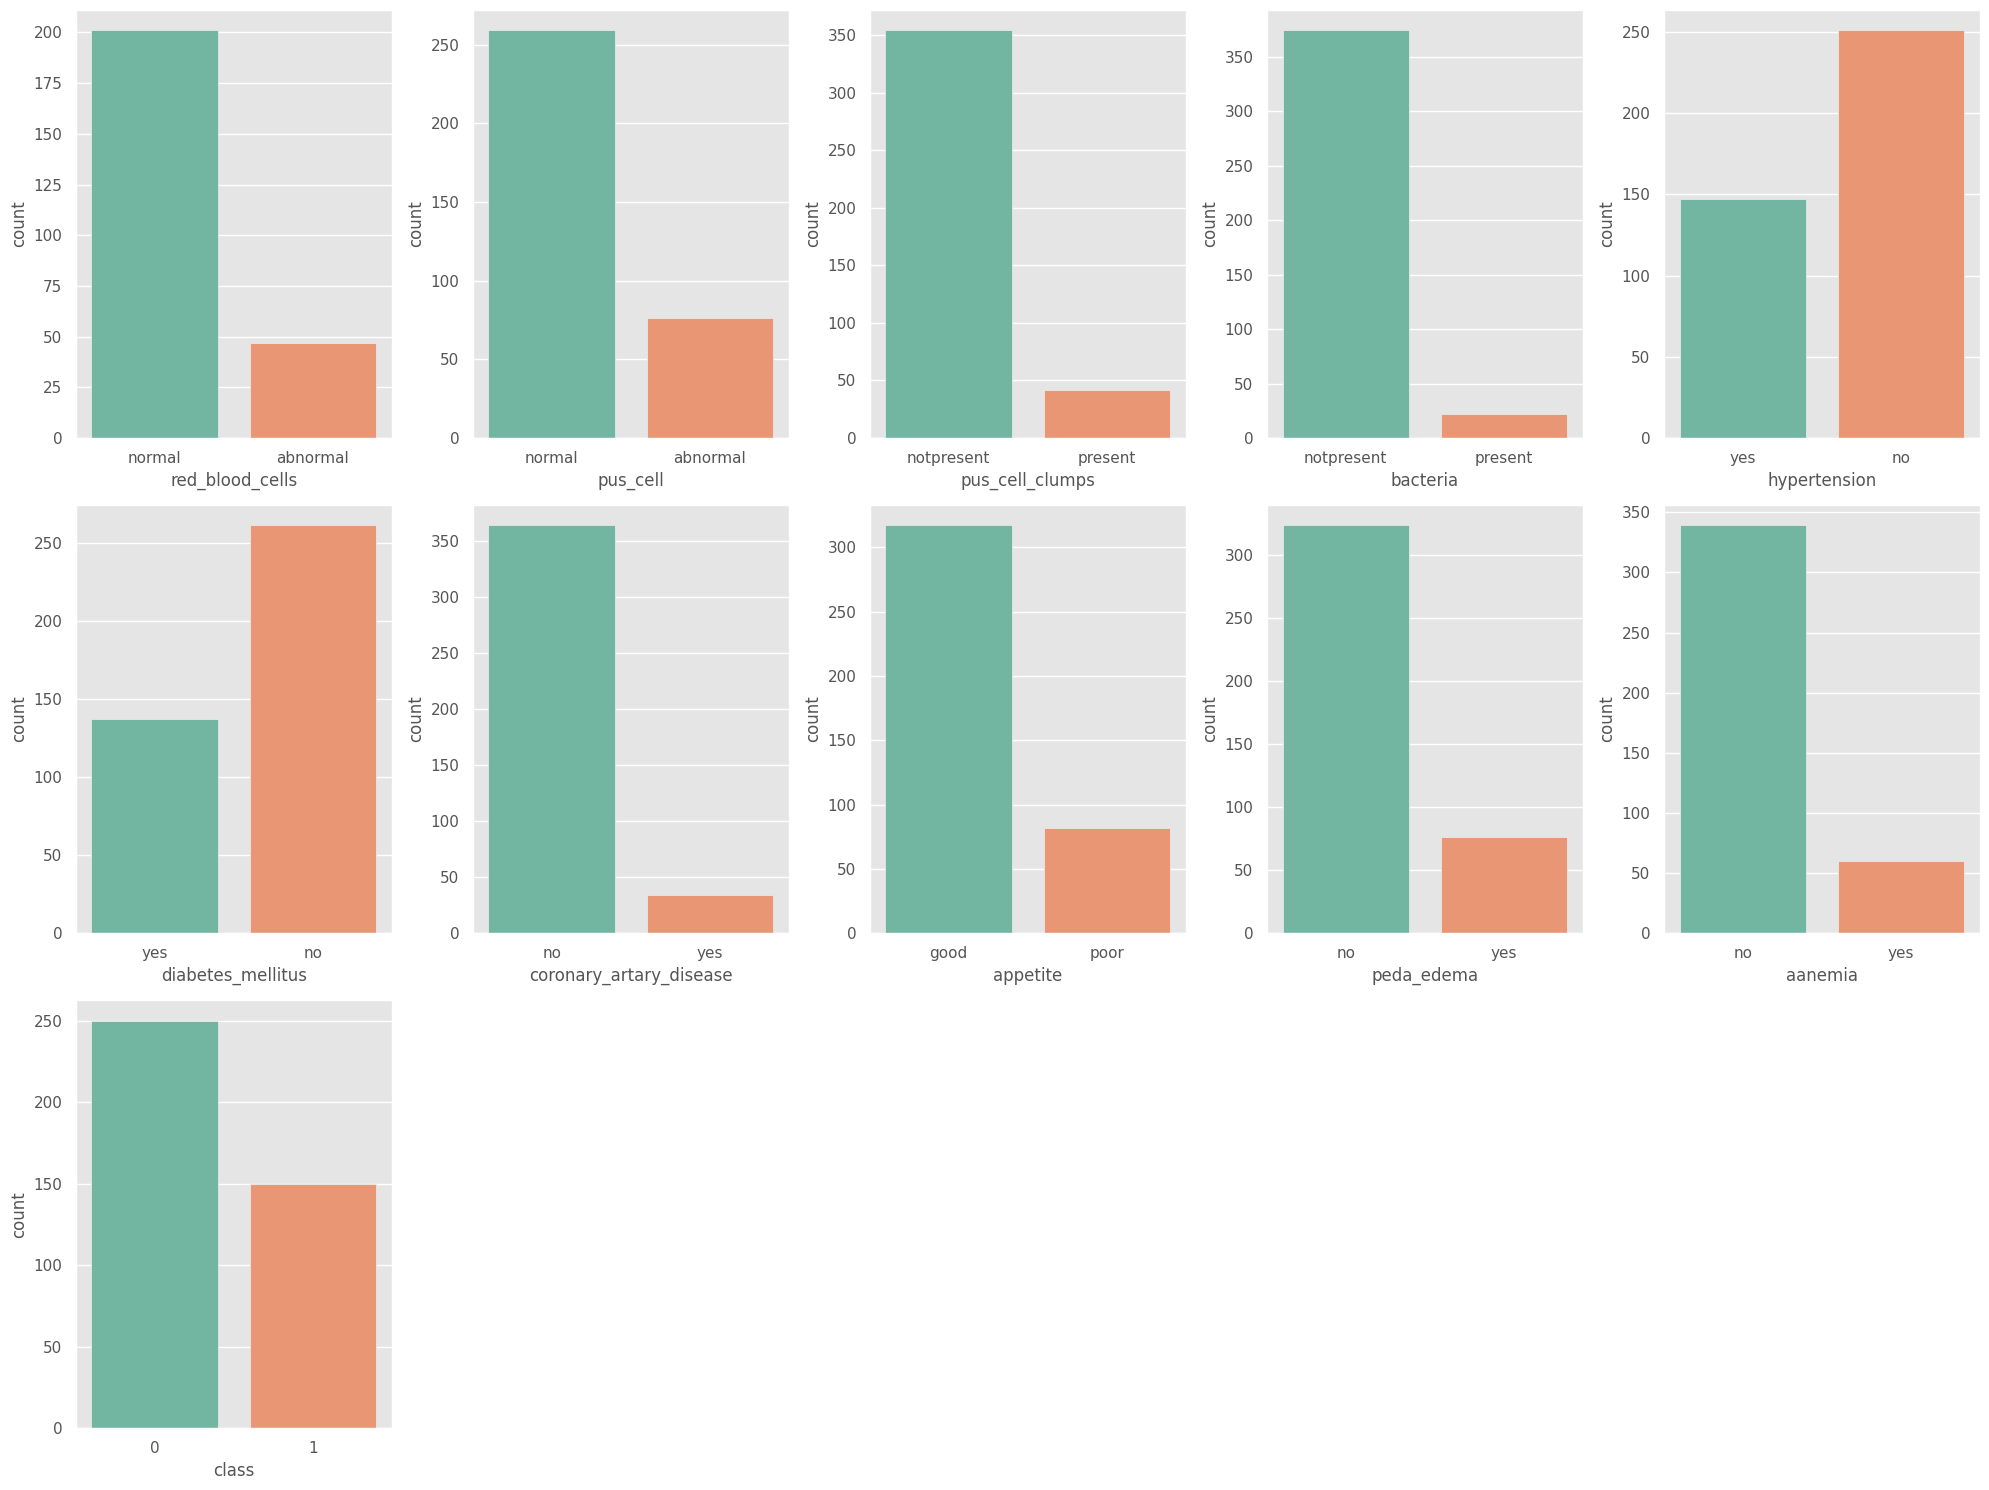 200
175
150
125
100
75
50
25
0
count
normal abnormal
red_blood_cells
250
200
150
100
50
0
count
normal abnormal
pus_cell
350
300
250
200
150
100
50
0
count
notpresent present
pus_cell_clumps
350
300
250
200
150
100
50
0
count
notpresent present
bacteria
250
200
150
100
50
0
count
yes no
hypertension
250
200
150
100
50
0
count
yes no
diabetes_mellitus
350
300
250
200
150
100
50
0
count
no yes
coronary_artary_disease
300
250
200
150
100
50
0
count
good poor
appetite
300
250
200
150
100
50
0
count
no yes
peda_edema
350
300
250
200
150
100
50
0
count
no yes
aanemia
250
200
150
100
50
0
count
0 1
class